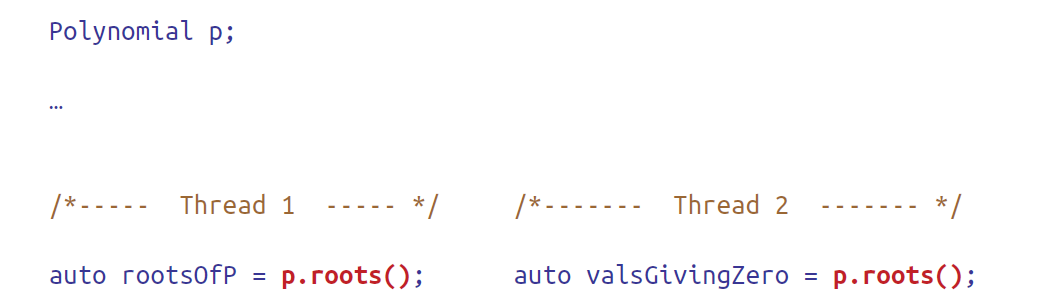 Polynomial p;
…
/*----- Thread 1 ----- */ /*------- Thread 2 ------- */
auto rootsOfP = p.roots(); auto valsGivingZero = p.roots();